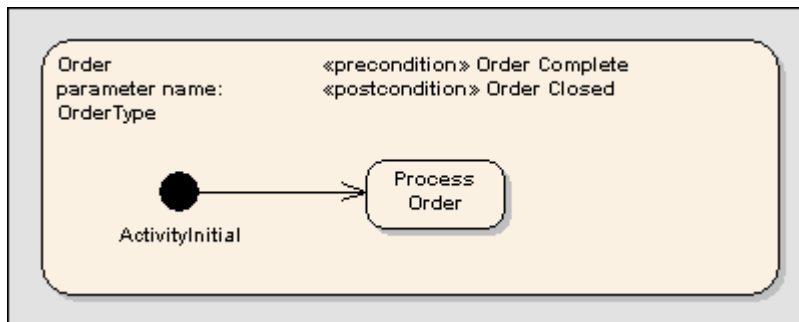 Order
parameter name:
OrderType
«precondition» Order Complete
«postcondition» Order Closed
ActivityInitial
Process
Order